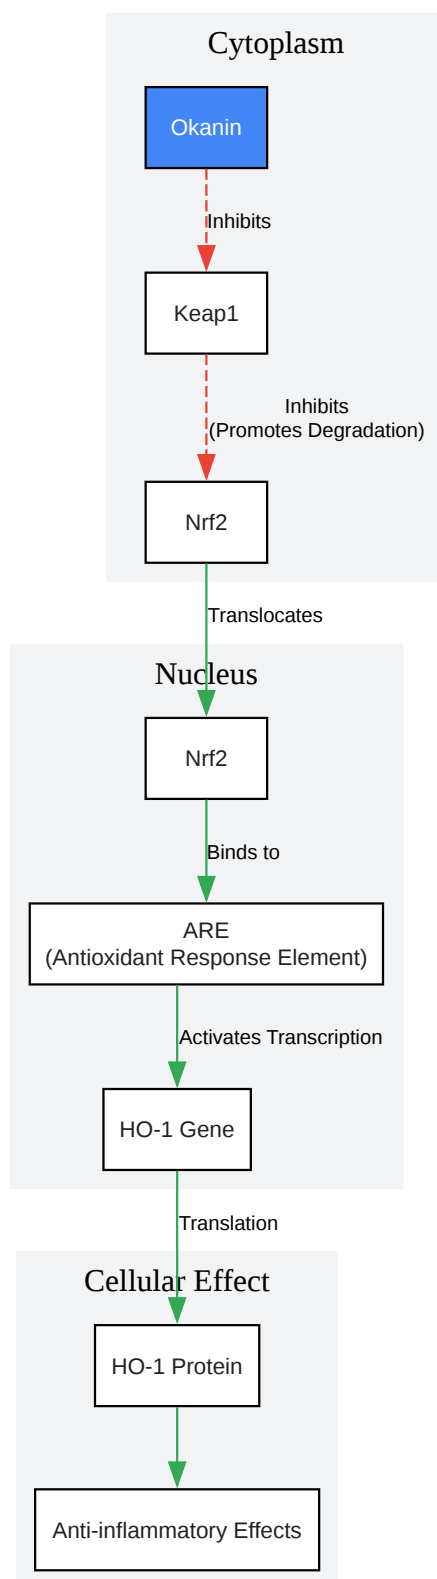 Cytoplasm
Okanin
Inhibits
Keap1
Inhibits
(Promotes Degradation)
Nrf2
Translocates
Nucleus
Nrf2
Binds to
ARE
(Antioxidant Response Element)
Activates Transcription
HO-1 Gene
Translation
Cellular Effect
HO-1 Protein
Anti-inflammatory Effects